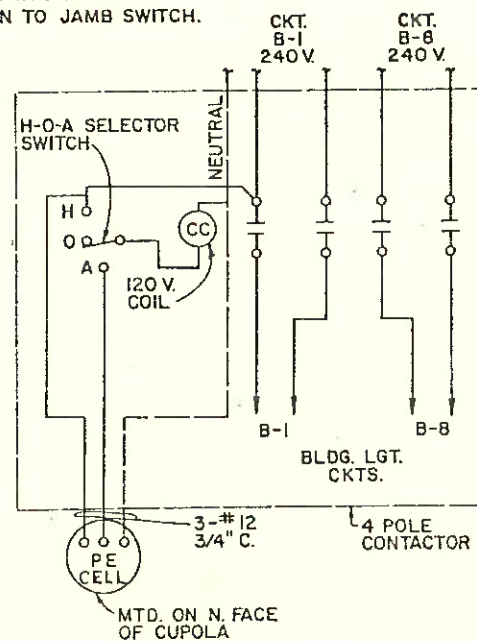 N TO JAMB SWITCH.
CKT.
B-1
240 V.
CKT.
B-8
240 V.
H-O-A SELECTOR
SWITCH
NEUTRAL
H
O
A
CC
120 V.
COIL
B-1
B-8
BLDG. LGT.
CKTS.
3-#12
3/4" C.
4 POLE
CONTACTOR
PE
CELL
MTD. ON N. FACE
OF CUPOLA